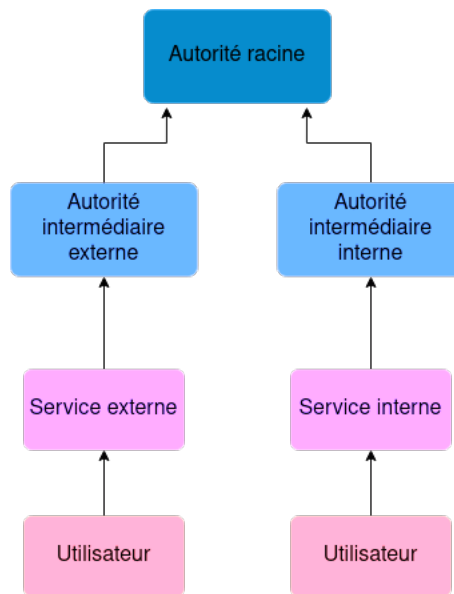 Autorité racine
Autorité
intermédiaire
externe
Autorité
intermédiaire
interne
Service externe
Service interne
Utilisateur
Utilisateur